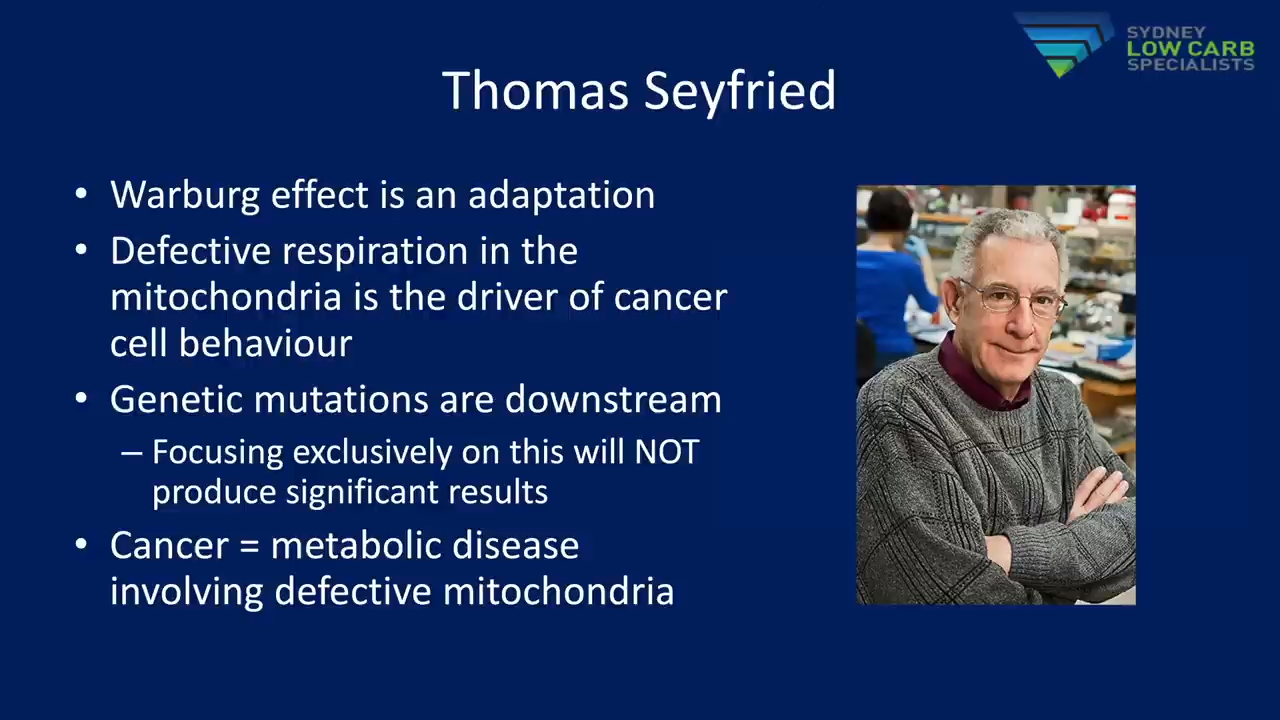 SYDNEY
LOW CARB
SPECIALISTS
Thomas Seyfried
• Warburg effect is an adaptation
• Defective respiration in the
mitochondria is the driver of cancer
cell behaviour
• Genetic mutations are downstream
– Focusing exclusively on this will NOT
produce significant results
• Cancer = metabolic disease
involving defective mitochondria